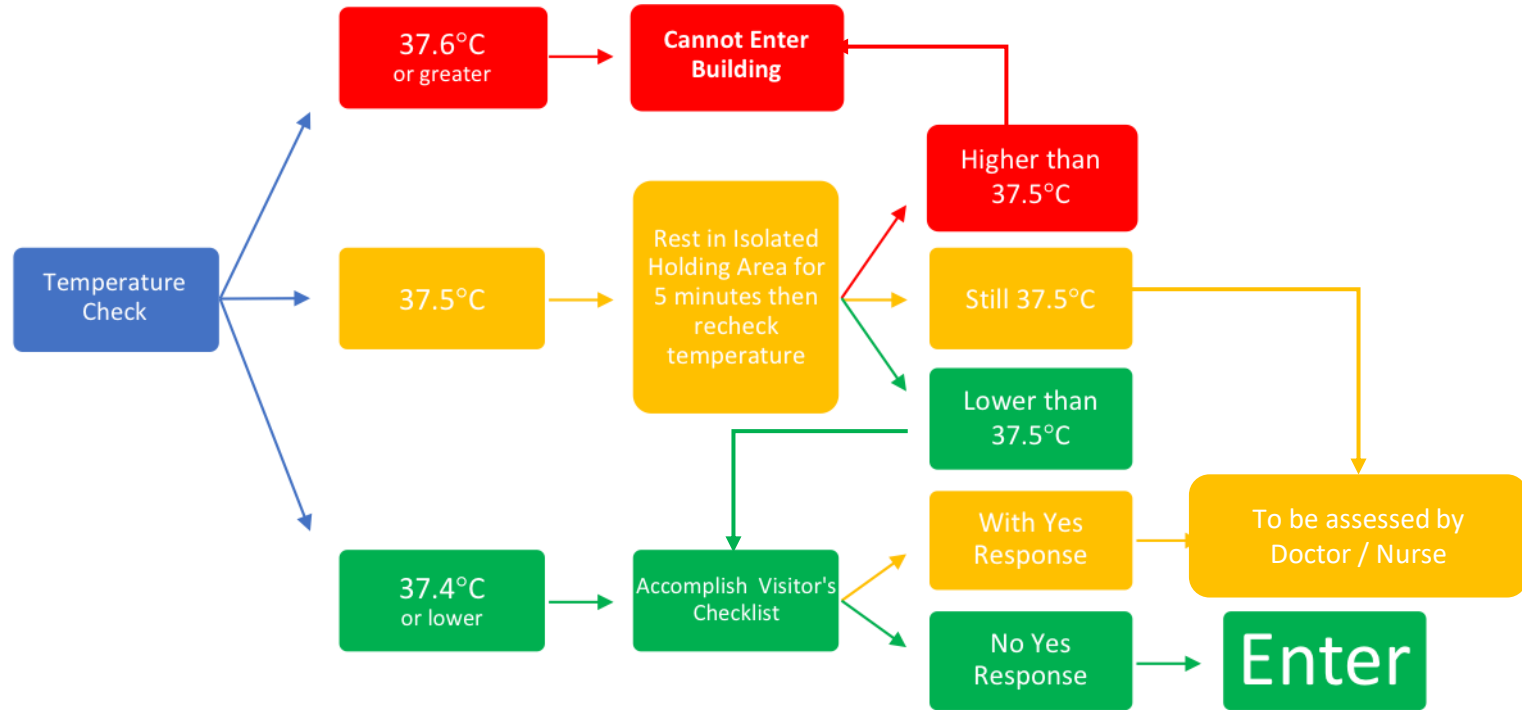 Temperature
Check
37.6°C
or greater
Cannot Enter
Building
37.5°C
Rest in Isolated
Holding Area for
5 minutes then
recheck
temperature
Higher than
37.5°C
Still 37.5°C
Lower than
37.5°C
37.4°C
or lower
Accomplish Visitor's
Checklist
With Yes
Response
To be assessed by
Doctor / Nurse
No Yes
Response
Enter